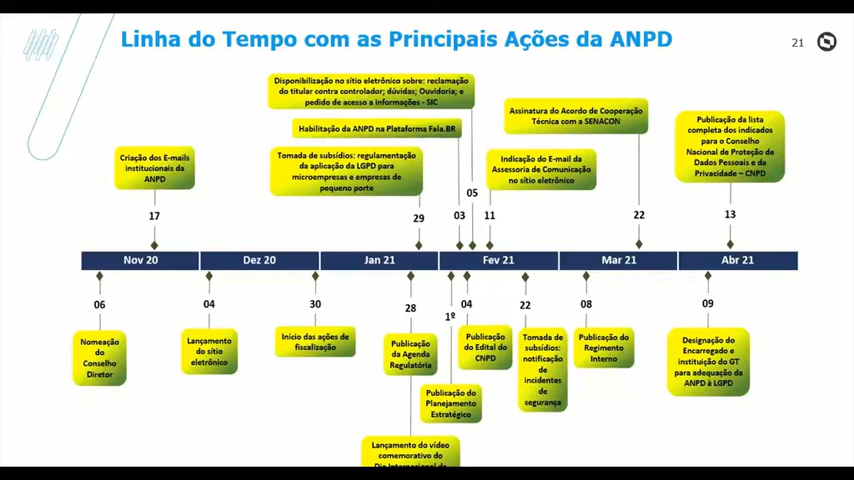 Linha do Tempo com as Principais Ações da ANPD
21
Disponibilização no sítio eletrônico sobre: reclamação
do titular contra controlador; dúvidas; Ouvidoria; e
pedido de acesso a informações - SIC
Habilitação da ANPD na Plataforma Fala.BR
Assinatura do Acordo de Cooperação
Técnica com a SENACON
Publicação da lista
completa dos indicados
para o Conselho
Nacional de Proteção de
Dados Pessoais e da
Privacidade – CNPD
Criação dos E-mails
institucionais da
ANPD
Tomada de subsídios: regulamentação
da aplicação da LGPD para
microempresas e empresas de
pequeno porte
Indicação do E-mail da
Assessoria de Comunicação
no sítio eletrônico
17
29
03
05
11
22
13
Nov 20
Dez 20
Jan 21
Fev 21
Mar 21
Abr 21
06
04
30
28
1º
04
22
08
09
Nomeação
do
Conselho
Diretor
Lançamento
do sítio
eletrônico
Início das ações de
fiscalização
Publicação
da Agenda
Regulatória
Publicação
do Edital do
CNPD
Tomada de
subsídios:
notificação
de
incidentes
de
segurança
Publicação do
Regimento
Interno
Designação do
Encarregado e
instituição do GT
para adequação da
ANPD à LGPD
Publicação do
Planejamento
Estratégico
Lançamento do vídeo
comemorativo do
Dia Internacional de